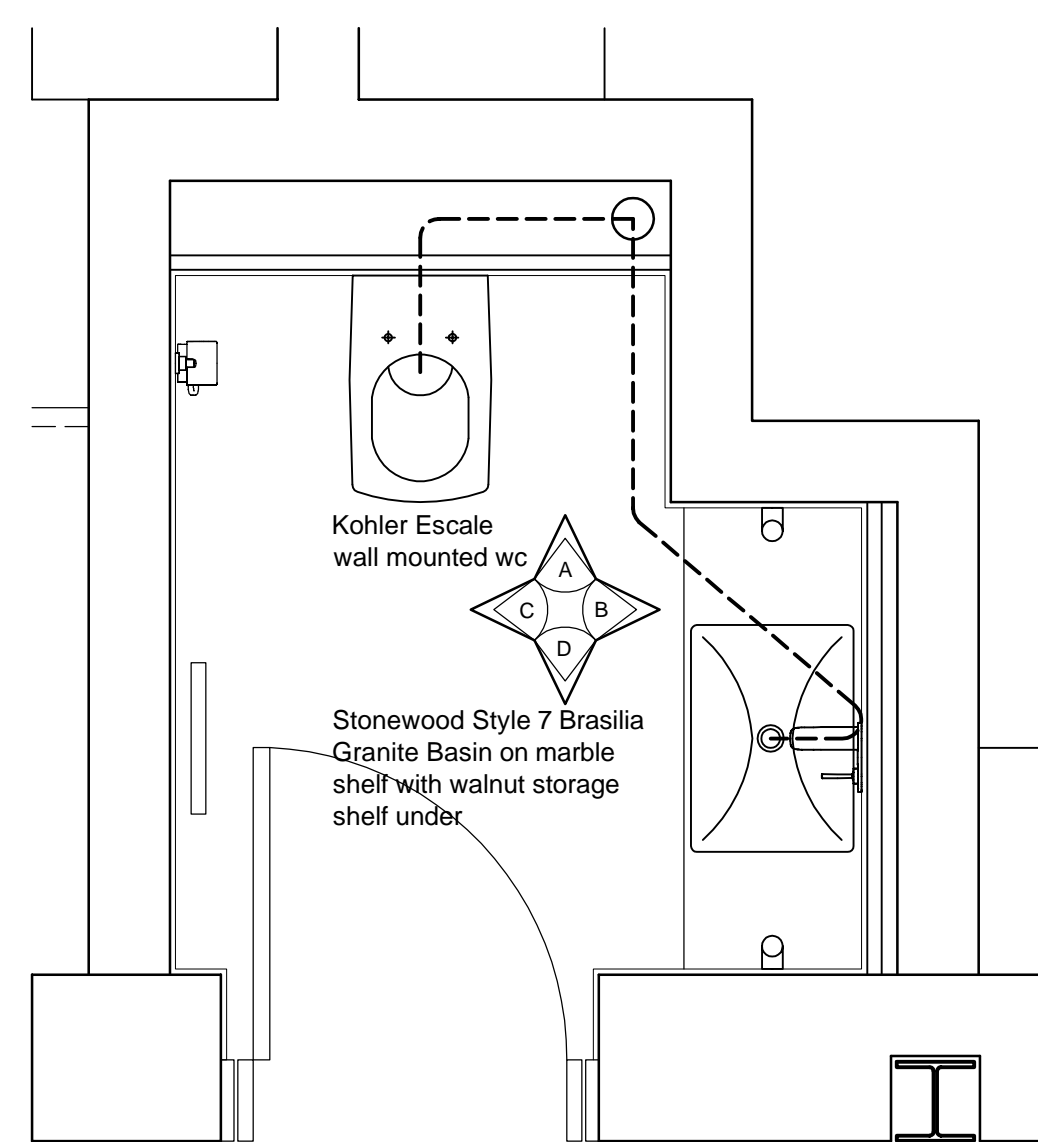 Kohler Escale
wall mounted wc
A
C B
D
Stonewood Style 7 Brasilia
Granite Basin on marble
shelf with walnut storage
shelf under